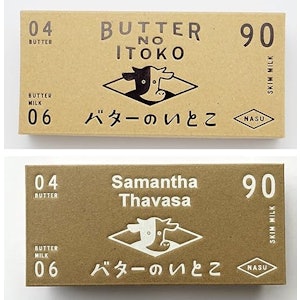 04
BUTTER
BUTTER
NO
ITOKO
90
SKIM MILK
BUTTER
MILK
06
バターのいとこ
NASU
04
BUTTER
Samantha
Thavasa
90
SKIM MILK
BUTTER
MILK
06
バターのいとこ
NASU